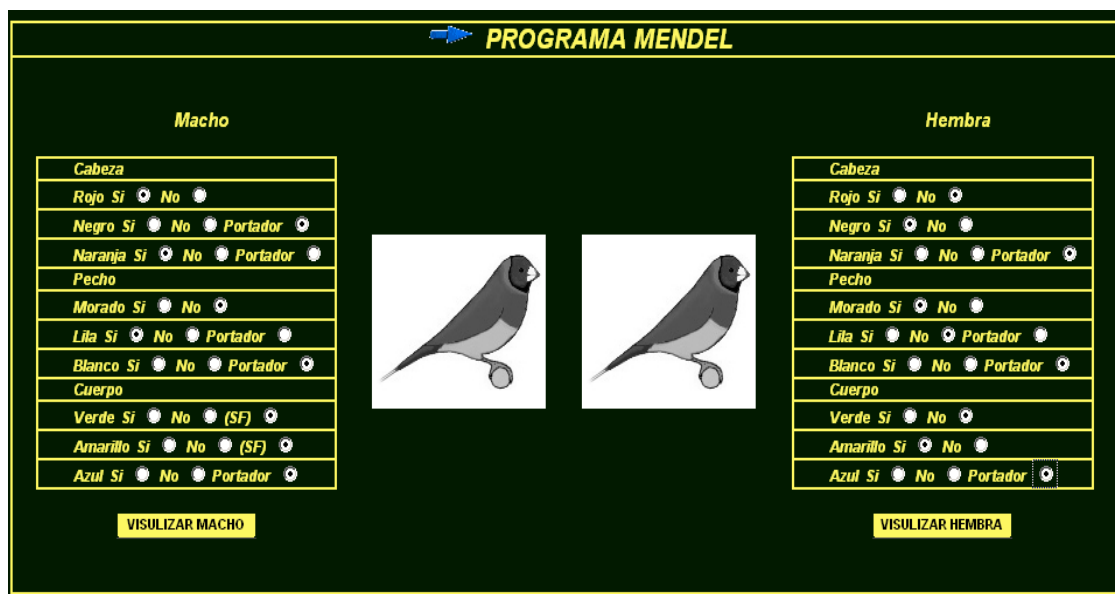 PROGRAMA MENDEL
Macho
Cabeza
Rojo Si No
Negro Si No Portador
Naranja Si No Portador
Pecho
Morado Si No
Lila Si No Portador
Blanco Si No Portador
Cuerpo
Verde Si No (SF)
Amarillo Si No (SF)
Azul Si No Portador
VISULIZAR MACHO
Hembra
Cabeza
Rojo Si No
Negro Si No
Naranja Si No Portador
Pecho
Morado Si No
Lila Si No Portador
Blanco Si No Portador
Cuerpo
Verde Si No
Amarillo Si No
Azul Si No Portador
VISULIZAR HEMBRA